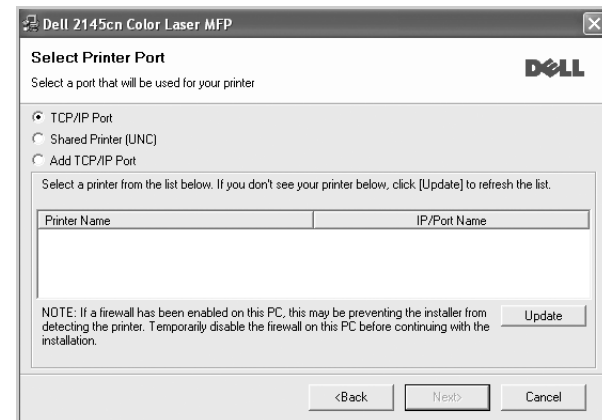 Dell 2145cn Color Laser MFP
Select Printer Port
Select a port that will be used for your printer
DELL
TCP/IP Port
Shared Printer (UNC)
Add TCP/IP Port
Select a printer from the list below. If you don't see your printer below, click [Update] to refresh the list.
Printer Name IP/Port Name
NOTE: If a firewall has been enabled on this PC, this may be preventing the installer from
detecting the printer. Temporarily disable the firewall on this PC before continuing with the
installation.
Update
<Back Next> Cancel